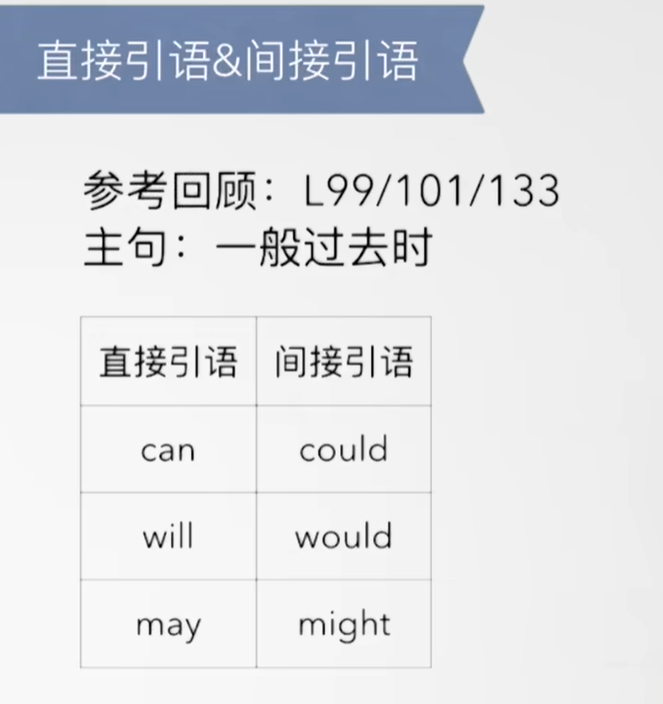 直接引语&间接引语
参考回顾：L99/101/133
主句：一般过去时
直接引语 间接引语
can could
will would
may might